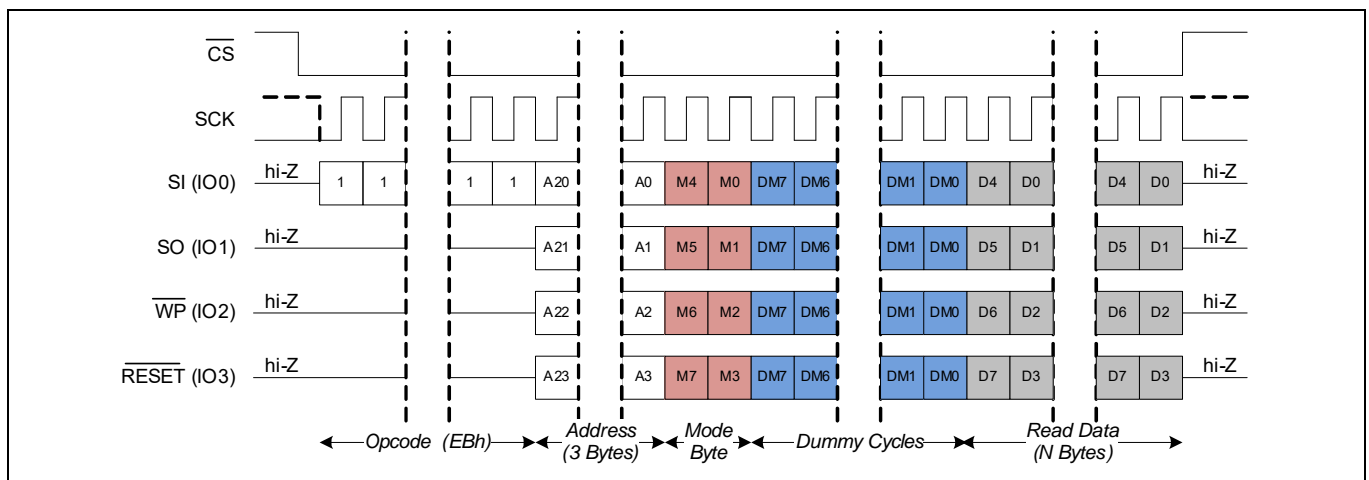 CS
SCK
SI (IO0) hi-Z 1 1 1 1 A20 A0 M4 M0 DM7 DM6 DM1 DM0 D4 D0 D4 D0 hi-Z
SO (IO1) hi-Z A21 A1 M5 M1 DM7 DM6 DM1 DM0 D5 D1 D5 D1 hi-Z
WP (IO2) hi-Z A22 A2 M6 M2 DM7 DM6 DM1 DM0 D6 D2 D6 D2 hi-Z
RESET (IO3) hi-Z A23 A3 M7 M3 DM7 DM6 DM1 DM0 D7 D3 D7 D3 hi-Z
Opcode (EBh) Address Mode Dummy Cycles Read Data
(3 Bytes) Byte (N Bytes)